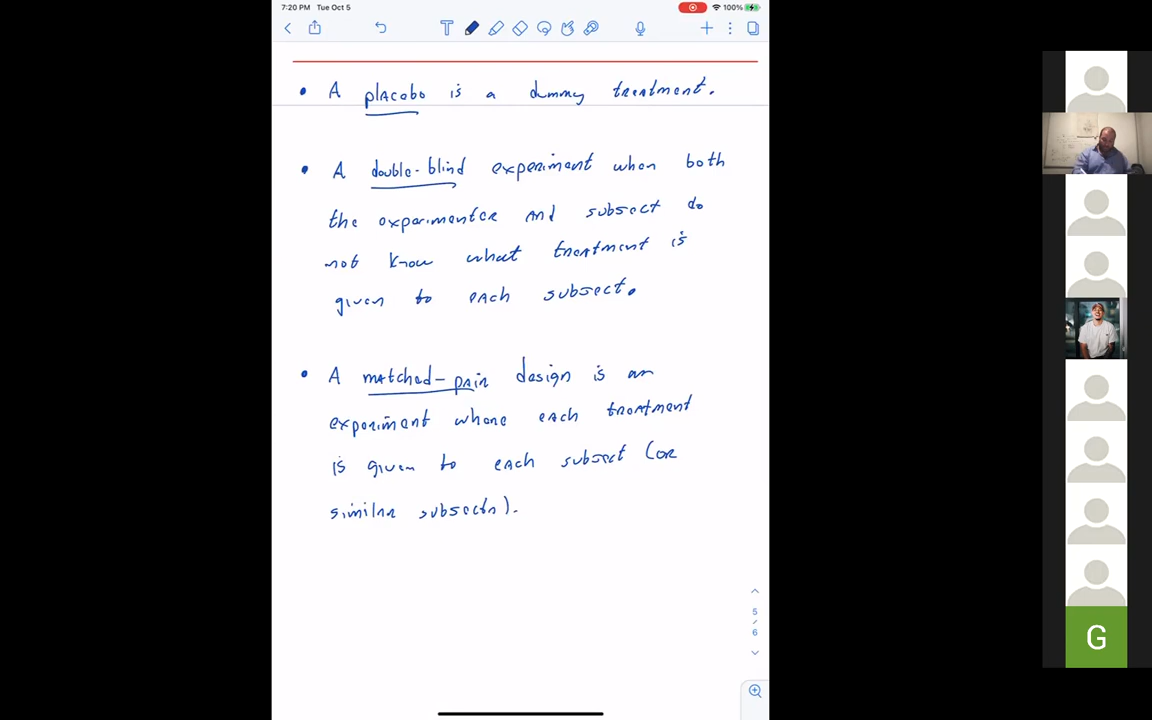 7:20 PM Tue Oct 5
100%
• A placebo is a dummy treatment.
• A double-blind experiment when both
the experimenter and subject do
not know what treatment is
given to each subject.
• A matched-pair design is an
experiment where each treatment
is given to each subject (or
similar subjects).
5
/
6
G